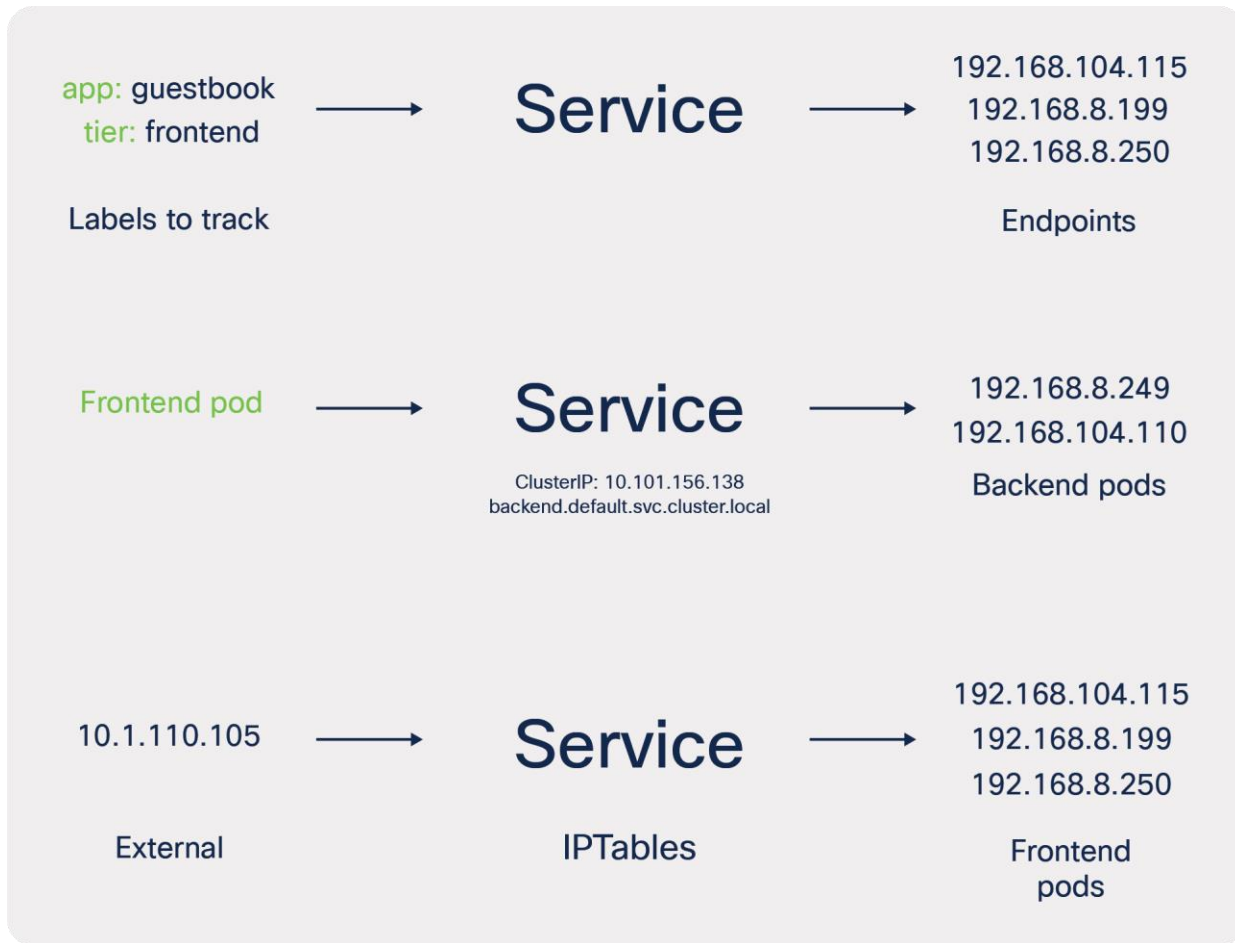 app: guestbook
tier: frontend
Labels to track
Service
192.168.104.115
192.168.8.199
192.168.8.250
Endpoints
Frontend pod
Service
ClusterIP: 10.101.156.138
backend.default.svc.cluster.local
192.168.8.249
192.168.104.110
Backend pods
10.1.110.105
External
Service
IPTables
192.168.104.115
192.168.8.199
192.168.8.250
Frontend
pods